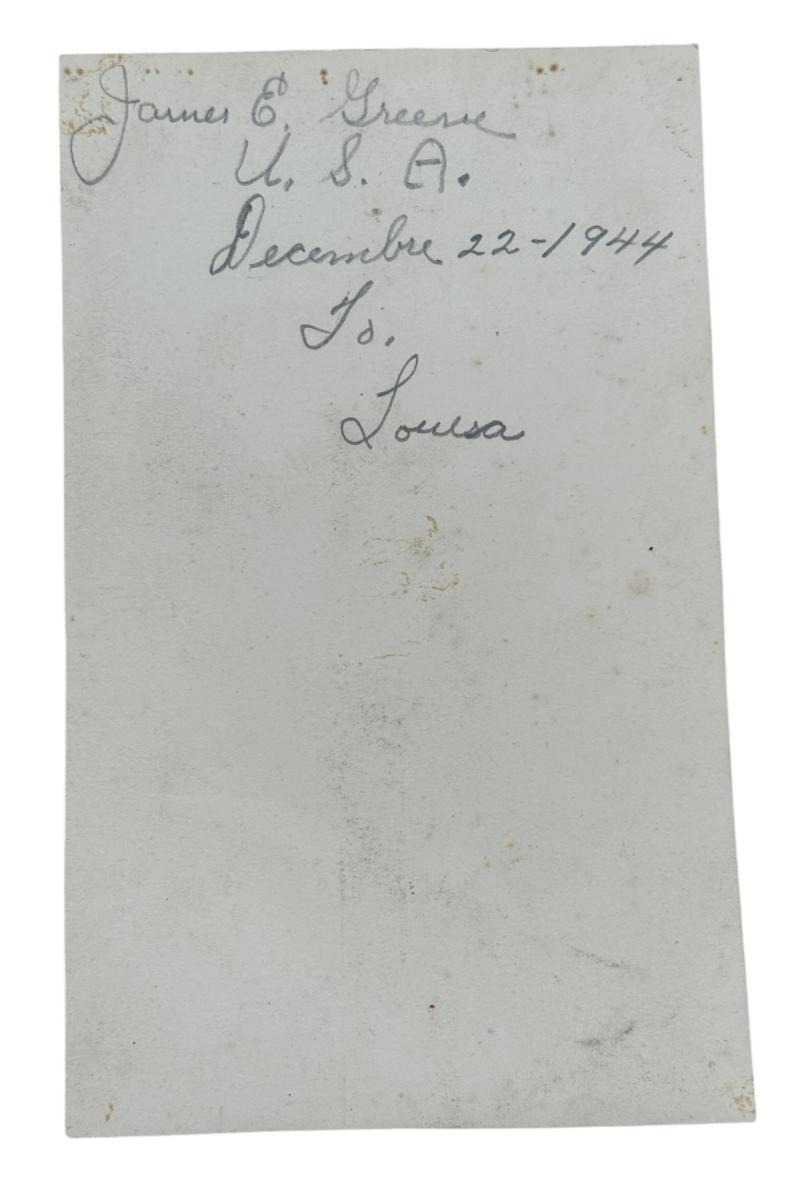 James E. Greene
U. S. A.
Decembre 22-1944
To.
Louisa